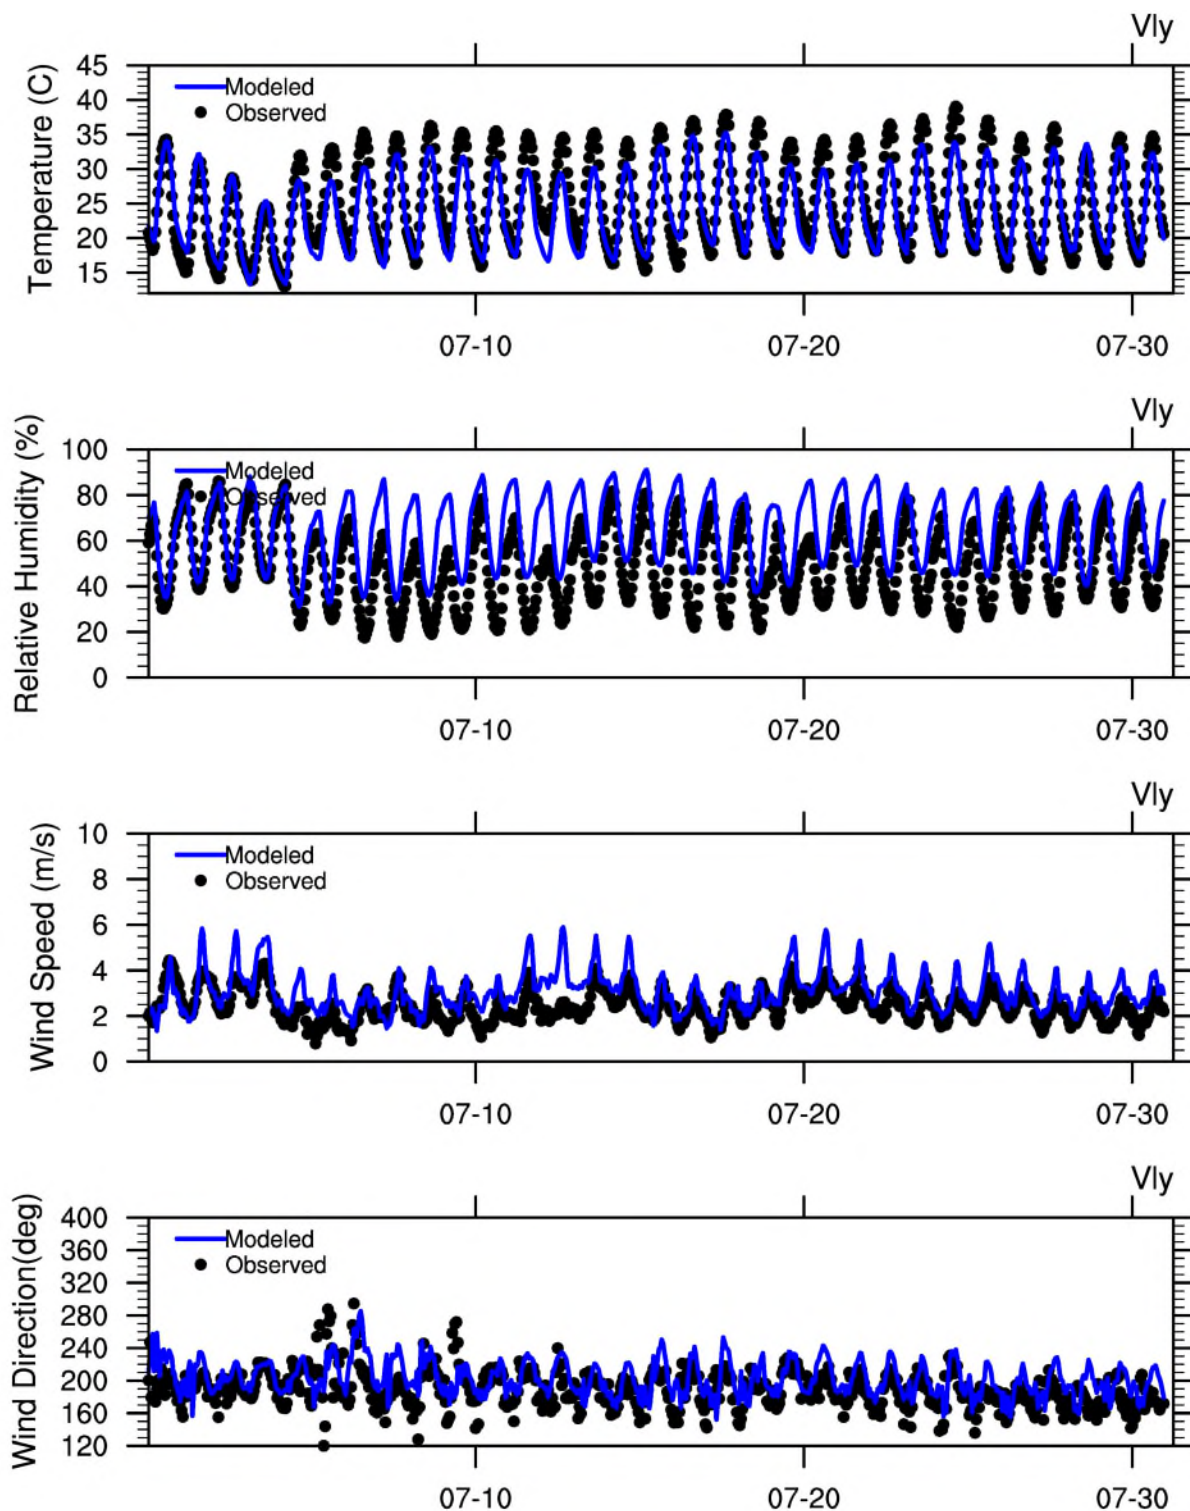 Vly
Temperature (C)
45
40
35
30
25
20
15
Modeled
Observed
07-10 07-20 07-30
Vly
Relative Humidity (%)
100
80
60
40
20
0
Modeled
Observed
07-10 07-20 07-30
Vly
Wind Speed (m/s)
10
8
6
4
2
0
Modeled
Observed
07-10 07-20 07-30
Vly
Wind Direction(deg)
400
360
320
280
240
200
160
120
Modeled
Observed
07-10 07-20 07-30